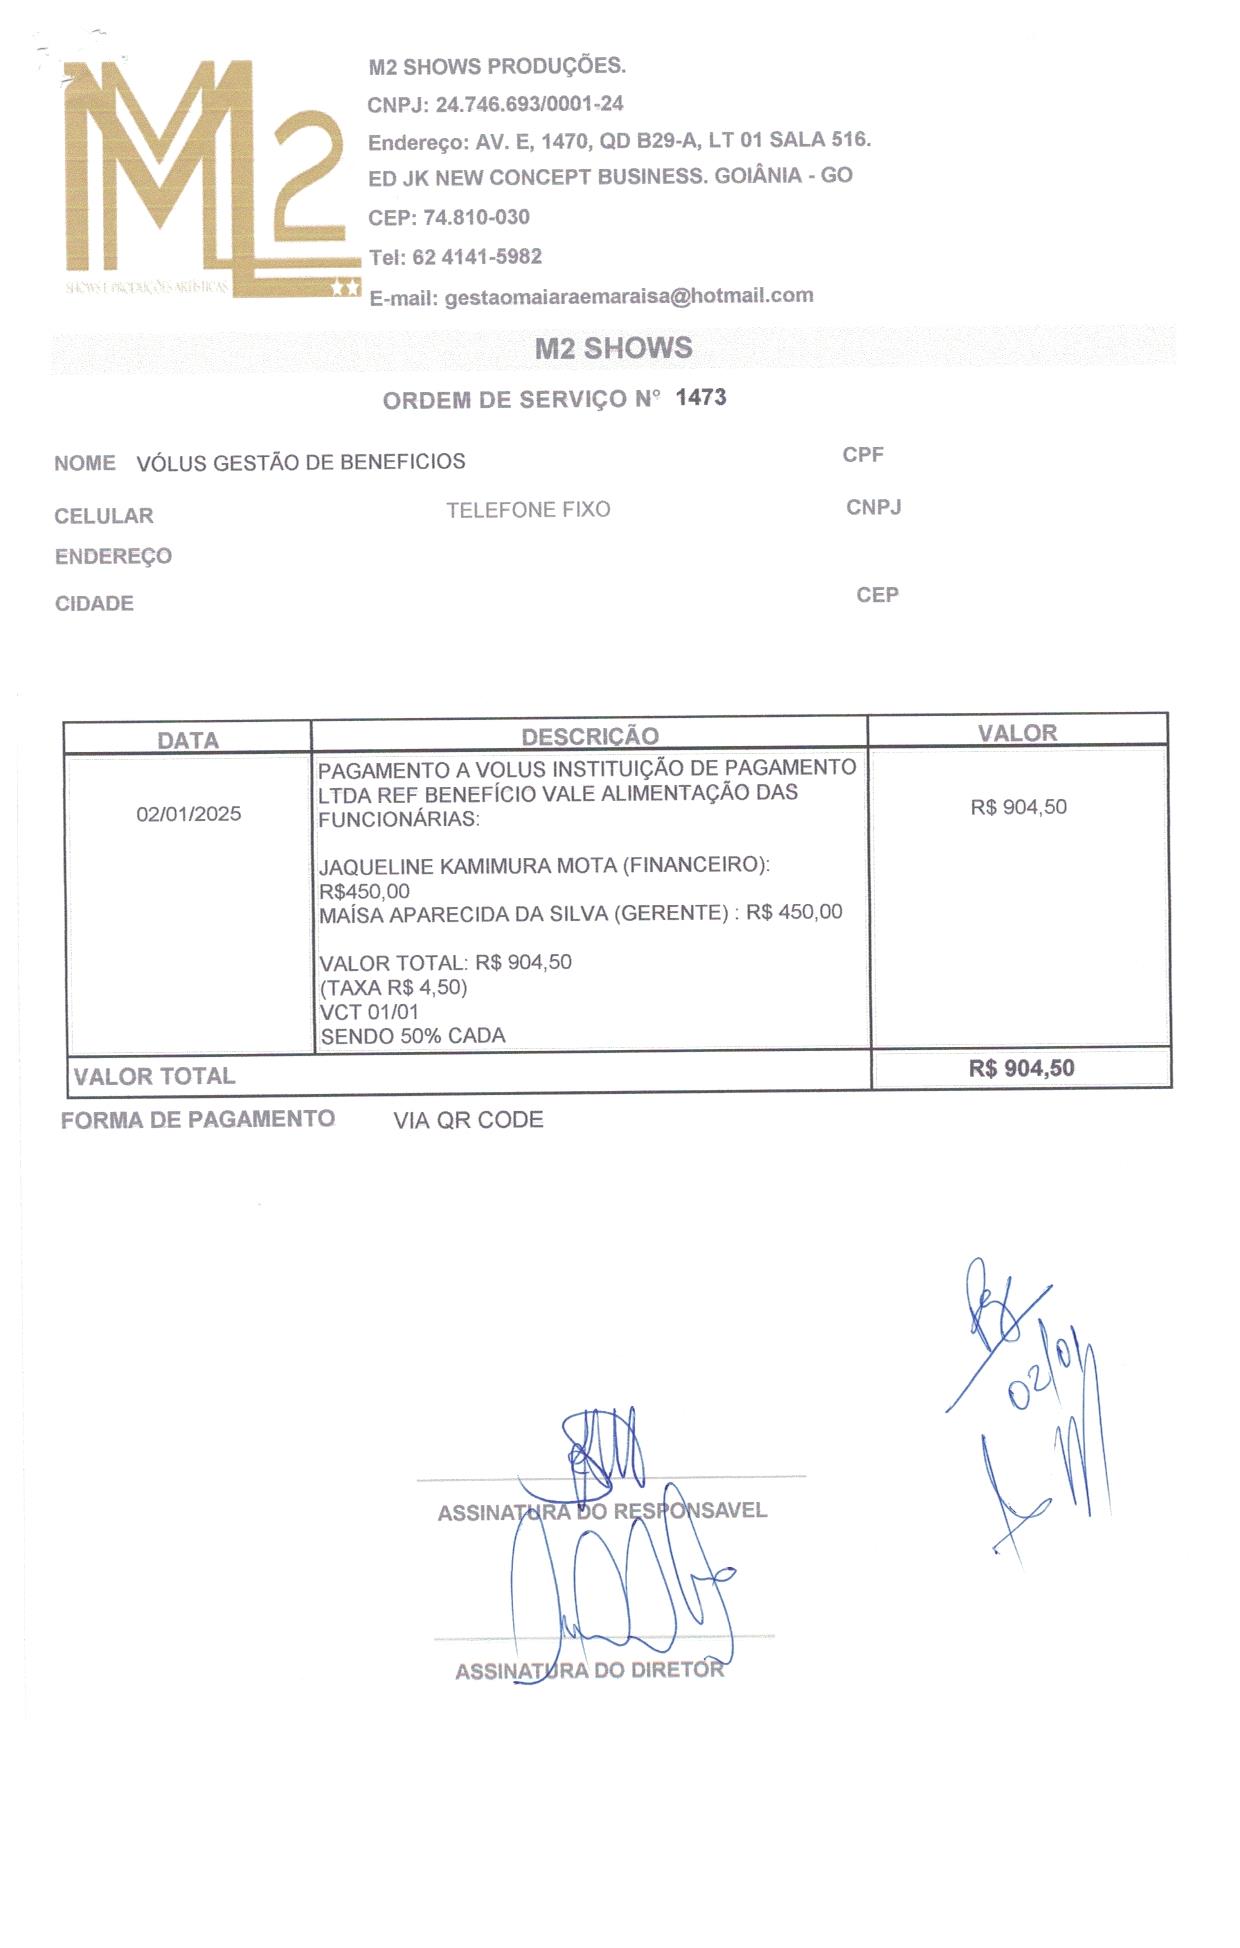 M2
SHOWS E PRODUÇÕES ARTÍSTICAS
M2 SHOWS PRODUÇÕES.
CNPJ: 24.746.693/0001-24
Endereço: AV. E, 1470, QD B29-A, LT 01 SALA 516.
ED JK NEW CONCEPT BUSINESS. GOIÂNIA - GO
CEP: 74.810-030
Tel: 62 4141-5982
E-mail: gestaomaiaraemaraisa@hotmail.com
M2 SHOWS
ORDEM DE SERVIÇO N° 1473
NOME VÓLUS GESTÃO DE BENEFICIOS CPF
CELULAR TELEFONE FIXO CNPJ
ENDEREÇO
CIDADE CEP
DATA DESCRIÇÃO VALOR
PAGAMENTO A VOLUS INSTITUIÇÃO DE PAGAMENTO
LTDA REF BENEFÍCIO VALE ALIMENTAÇÃO DAS
02/01/2025 FUNCIONÁRIAS: R$ 904,50
JAQUELINE KAMIMURA MOTA (FINANCEIRO):
R$450,00
MAÍSA APARECIDA DA SILVA (GERENTE) : R$ 450,00
VALOR TOTAL: R$ 904,50
(TAXA R$ 4,50)
VCT 01/01
SENDO 50% CADA
VALOR TOTAL R$ 904,50
FORMA DE PAGAMENTO VIA QR CODE
02/01
ASSINATURA DO RESPONSAVEL
ASSINATURA DO DIRETOR